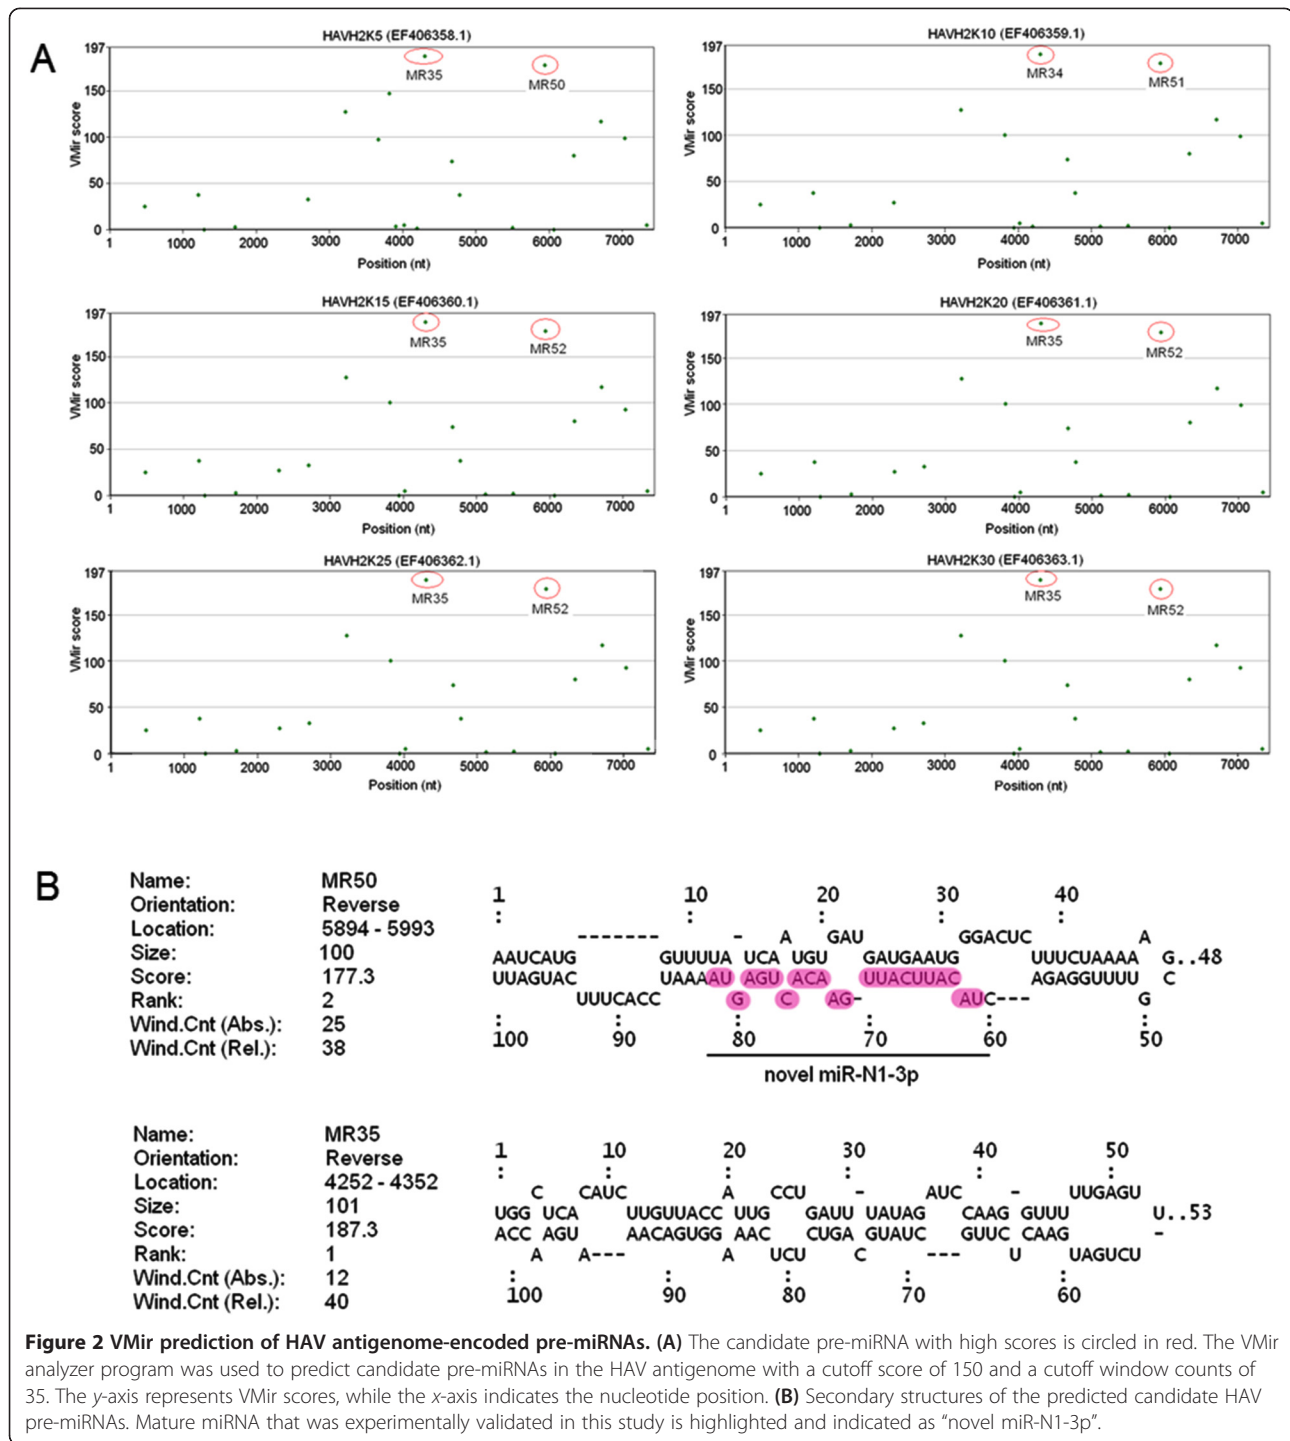 A
HAVH2K5 (EF406358.1)
197
150
100
50
0
VMir score
MR35
MR50
1 1000 2000 3000 4000 5000 6000 7000
Position (nt)
HAVH2K10 (EF406359.1)
197
150
100
50
0
VMir score
MR34
MR51
1 1000 2000 3000 4000 5000 6000 7000
Position (nt)
HAVH2K15 (EF406360.1)
197
150
100
50
0
VMir score
MR35
MR52
1 1000 2000 3000 4000 5000 6000 7000
Position (nt)
HAVH2K20 (EF406361.1)
197
150
100
50
0
VMir score
MR35
MR52
1 1000 2000 3000 4000 5000 6000 7000
Position (nt)
HAVH2K25 (EF406362.1)
197
150
100
50
0
VMir score
MR35
MR52
1 1000 2000 3000 4000 5000 6000 7000
Position (nt)
HAVH2K30 (EF406363.1)
197
150
100
50
0
VMir score
MR35
MR52
1 1000 2000 3000 4000 5000 6000 7000
Position (nt)
B
Name: MR50
Orientation: Reverse
Location: 5894 - 5993
Size: 100
Score: 177.3
Rank: 2
Wind.Cnt (Abs.): 25
Wind.Cnt (Rel.): 38
1 10 20 30 40
: : : : :
------- - A GAU GGACUC A
AAUCAUG GUUUUA UCA UGU GAUGAAUG UUUCUAAAA G..48
UUAGUAC UAAAAU AGU ACA UUACUUAC AGAGGUUUU C
UUUCACC G C AG- AUC--- G
: : : : : :
100 90 80 70 60 50
novel miR-N1-3p
Name: MR35
Orientation: Reverse
Location: 4252 - 4352
Size: 101
Score: 187.3
Rank: 1
Wind.Cnt (Abs.): 12
Wind.Cnt (Rel.): 40
1 10 20 30 40 50
: : : : : :
C CAUC A CCU - AUC - UUGAGU
UGG UCA UUGUUACC UUG GAUU UAUAG CAAG GUUU U..53
ACC AGU AACAGUGG AAC CUGA GUAUC GUUC CAAG -
A A--- A UCU C --- U UAGUCU
: : : : :
100 90 80 70 60
Figure 2 VMir prediction of HAV antigenome-encoded pre-miRNAs. (A) The candidate pre-miRNA with high scores is circled in red. The VMir
analyzer program was used to predict candidate pre-miRNAs in the HAV antigenome with a cutoff score of 150 and a cutoff window counts of
35. The y-axis represents VMir scores, while the x-axis indicates the nucleotide position. (B) Secondary structures of the predicted candidate HAV
pre-miRNAs. Mature miRNA that was experimentally validated in this study is highlighted and indicated as “novel miR-N1-3p”.